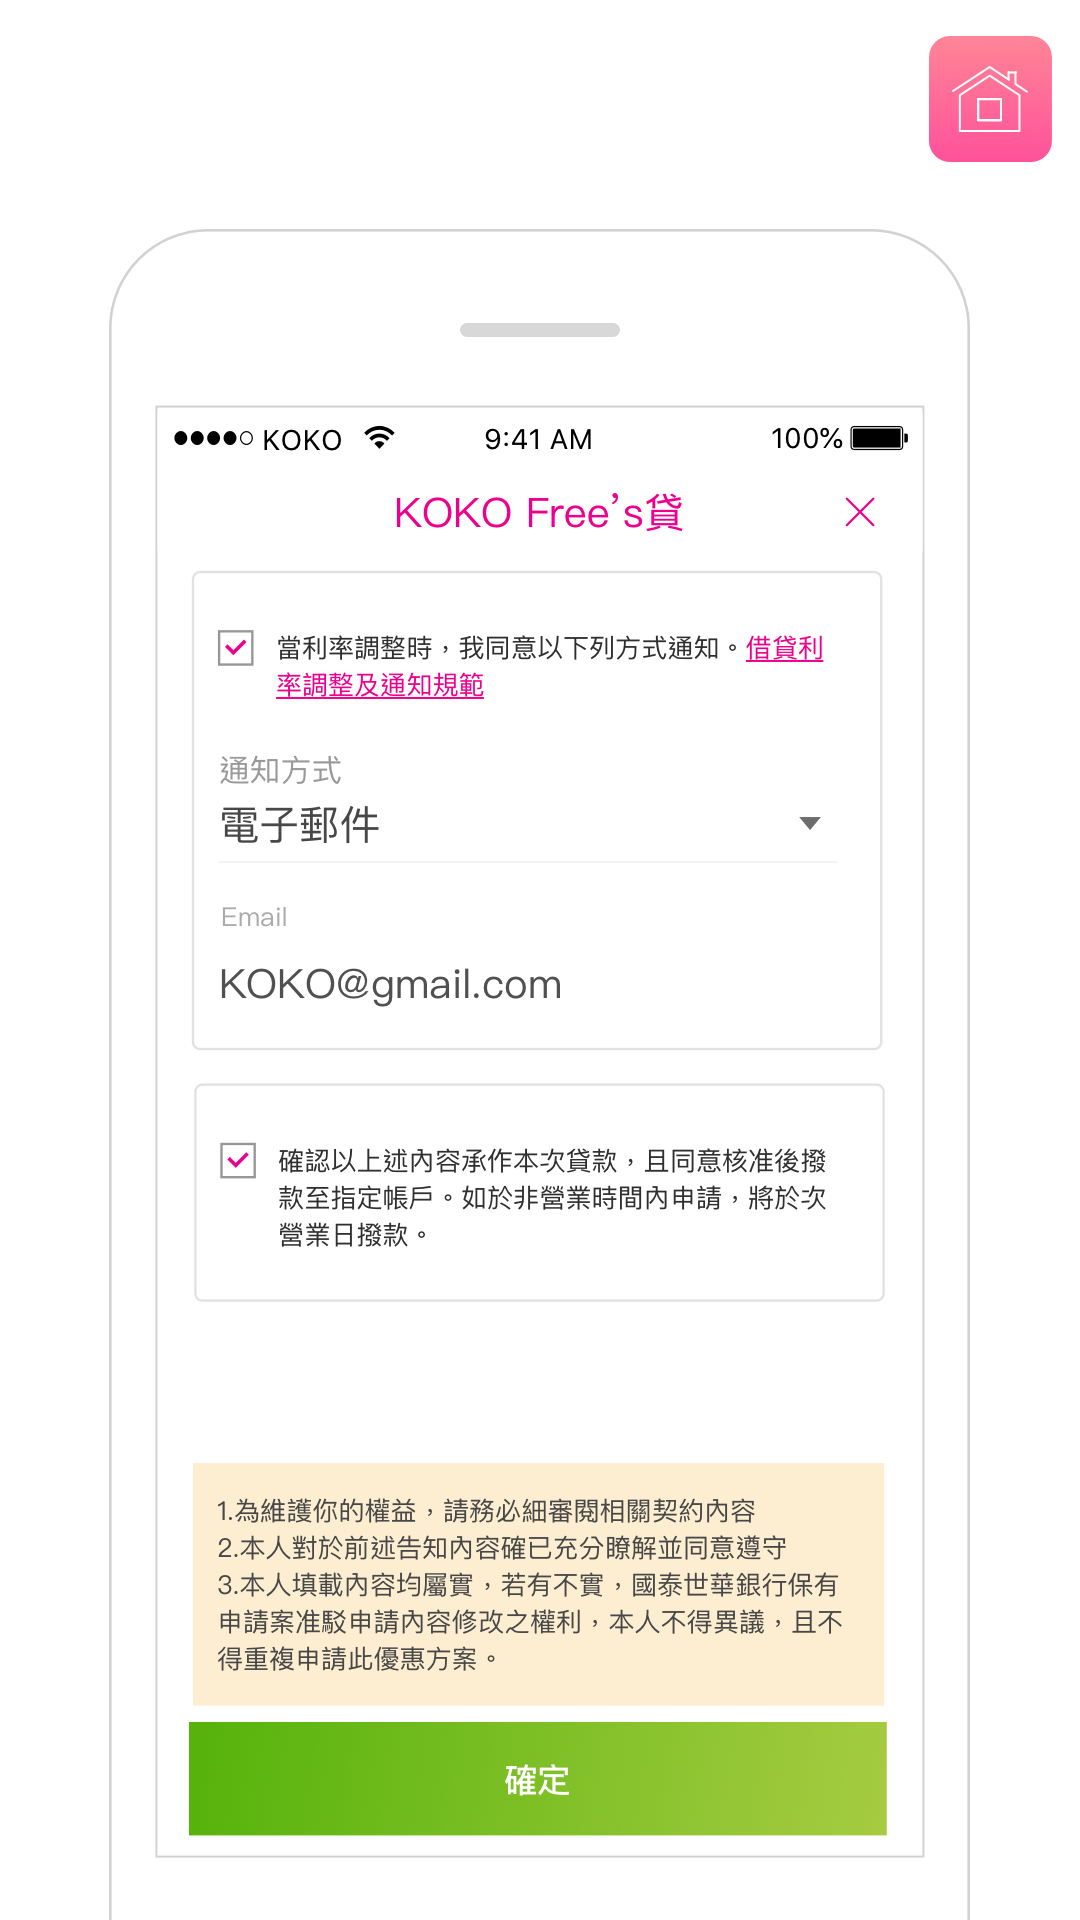 KOKO 9:41 AM 100%
KOKO Free's貸
當利率調整時，我同意以下列方式通知。借貸利
率調整及通知規範
通知方式
電子郵件
Email
KOKO@gmail.com
確認以上述內容承作本次貸款，且同意核准後撥
款至指定帳戶。如於非營業時間內申請，將於次
營業日撥款。
1.為維護你的權益，請務必細審閱相關契約內容
2.本人對於前述告知內容確已充分瞭解並同意遵守
3.本人填載內容均屬實，若有不實，國泰世華銀行保有
申請案准駁申請內容修改之權利，本人不得異議，且不
得重複申請此優惠方案。
確定